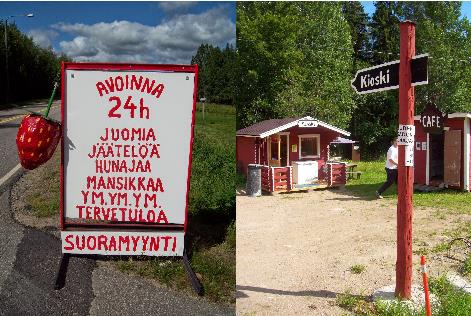 AVOINNA
24h
JUOMIA
JÄÄTELÖÄ
HUNAJAA
MANSIKKAA
YM.YM.YM.
TERVETULOA
SUORAMYYNTI
Kioski
CAFE